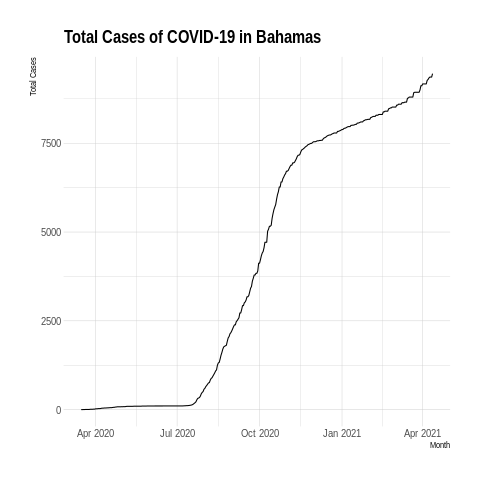 Total Cases of COVID-19 in Bahamas
Total Cases
7500
5000
2500
0
Apr 2020 Jul 2020 Oct 2020 Jan 2021 Apr 2021
Month